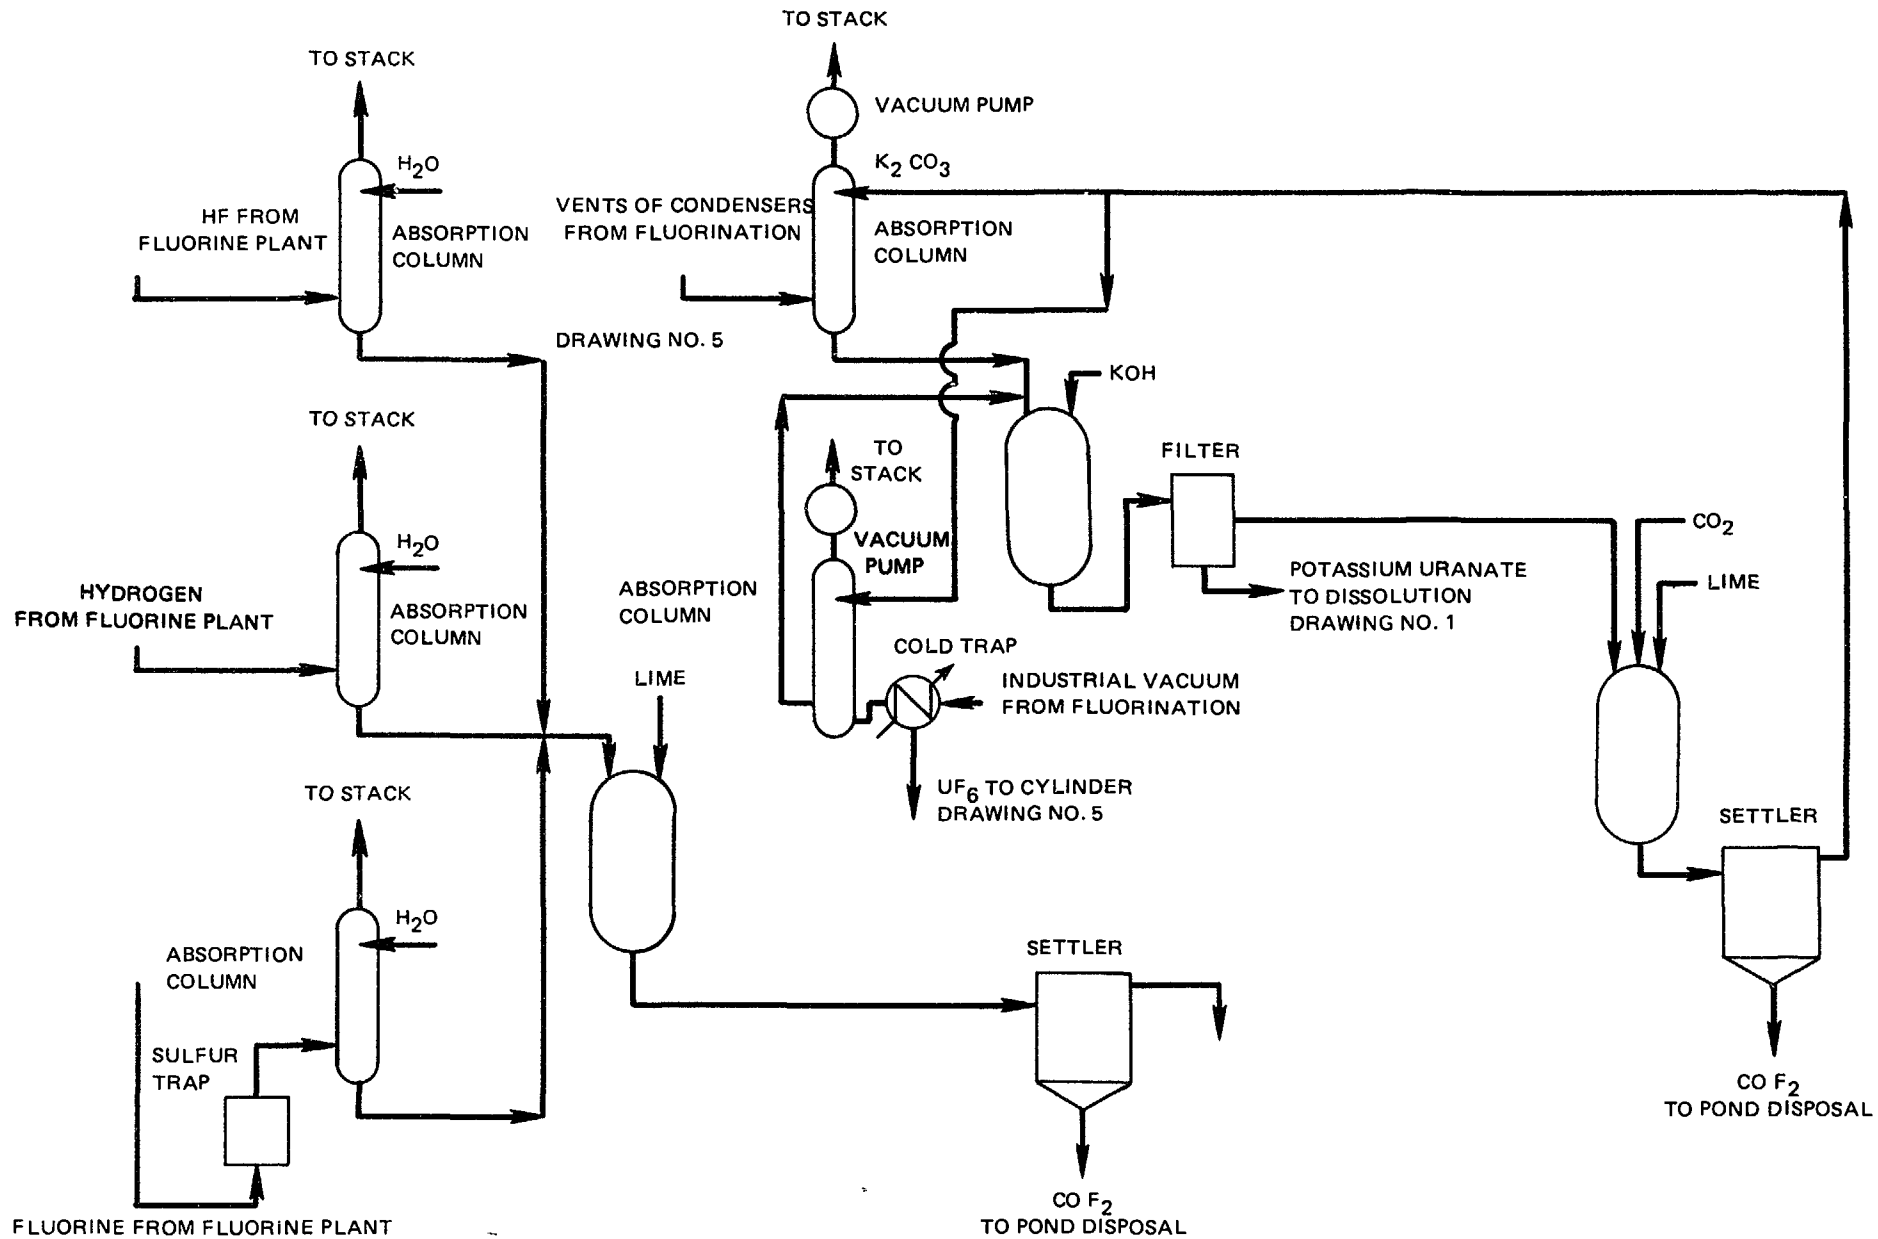 TO STACK
TO STACK
VACUUM PUMP
H2O
K2 CO3
HF FROM
FLUORINE PLANT
ABSORPTION
COLUMN
VENTS OF CONDENSERS
FROM FLUORINATION
ABSORPTION
COLUMN
DRAWING NO. 5
KOH
TO STACK
TO
STACK
FILTER
H2O
VACUUM
PUMP
CO2
HYDROGEN
FROM FLUORINE PLANT
ABSORPTION
COLUMN
ABSORPTION
COLUMN
POTASSIUM URANATE
TO DISSOLUTION
DRAWING NO. 1
LIME
COLD TRAP
LIME
INDUSTRIAL VACUUM
FROM FLUORINATION
TO STACK
UF6 TO CYLINDER
DRAWING NO. 5
SETTLER
H2O
ABSORPTION
COLUMN
SETTLER
SULFUR
TRAP
CO F2
TO POND DISPOSAL
CO F2
TO POND DISPOSAL
FLUORINE FROM FLUORINE PLANT